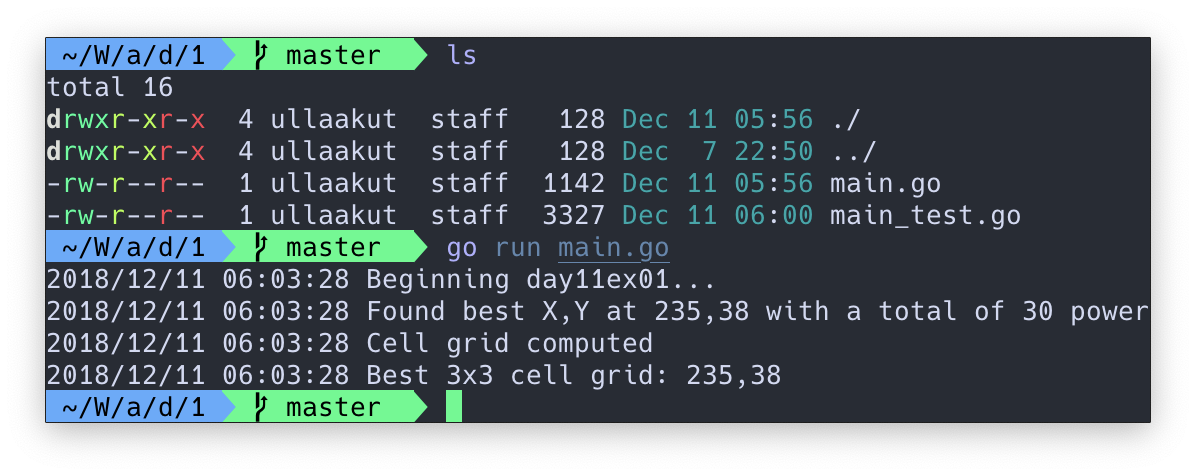 ~/W/a/d/1 master ls
total 16
drwxr-xr-x  4 ullaakut  staff   128 Dec 11 05:56 ./
drwxr-xr-x  4 ullaakut  staff   128 Dec  7 22:50 ../
-rw-r--r--  1 ullaakut  staff  1142 Dec 11 05:56 main.go
-rw-r--r--  1 ullaakut  staff  3327 Dec 11 06:00 main_test.go
~/W/a/d/1 master go run main.go
2018/12/11 06:03:28 Beginning day11ex01...
2018/12/11 06:03:28 Found best X,Y at 235,38 with a total of 30 power
2018/12/11 06:03:28 Cell grid computed
2018/12/11 06:03:28 Best 3x3 cell grid: 235,38
~/W/a/d/1 master